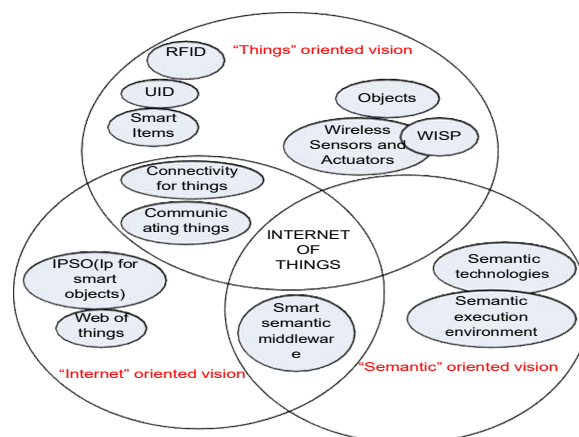 RFID
"Things" oriented vision
UID
Smart
Items
Objects
Wireless
Sensors and
Actuators
WISP
Connectivity
for things
Communic
ating things
INTERNET
OF
THINGS
IPSO(Ip for
smart
objects)
Web of
things
Smart
semantic
middlewar
e
Semantic
technologies
Semantic
execution
environment
"Internet" oriented vision
"Semantic" oriented vision